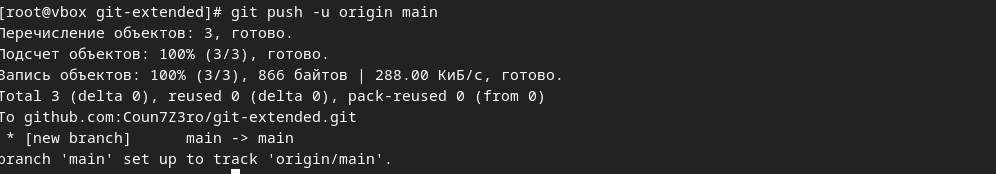 [root@vbox git-extended]# git push -u origin main
Перечисление объектов: 3, готово.
Подсчет объектов: 100% (3/3), готово.
Запись объектов: 100% (3/3), 866 байтов | 288.00 КиБ/с, готово.
Total 3 (delta 0), reused 0 (delta 0), pack-reused 0 (from 0)
To github.com:Coun7Z3ro/git-extended.git
 * [new branch]      main -> main
branch 'main' set up to track 'origin/main'.